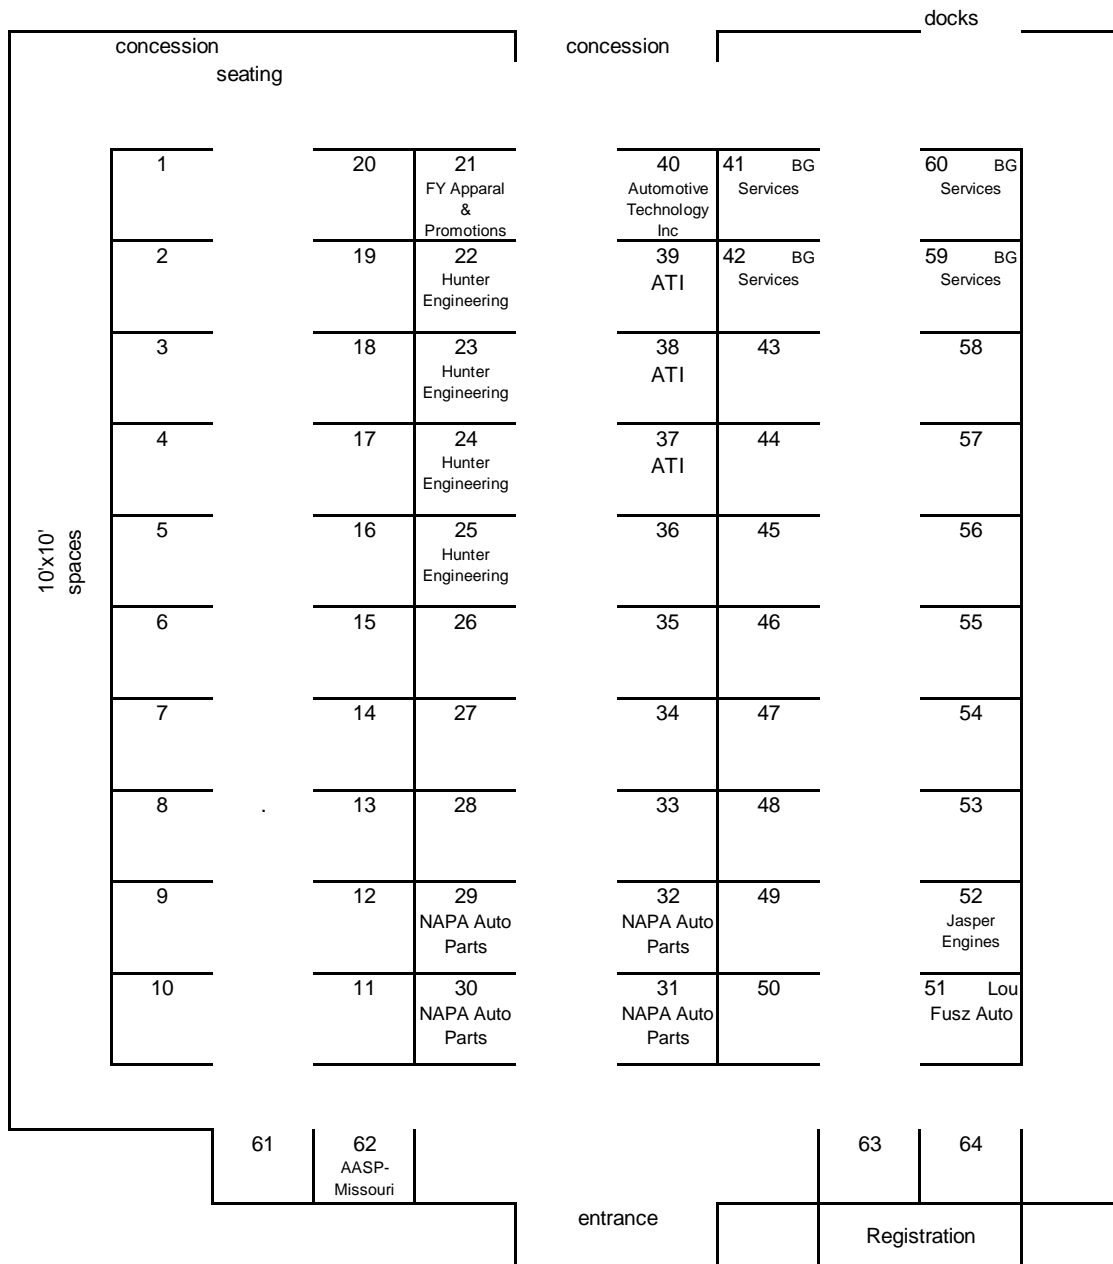 docks
concession
concession
seating
1
20
21
40
41 BG
60 BG
FY Apparal
Automotive
Services
Services
&
Technology
Promotions
Inc
2
19
22
39
42 BG
59 BG
Hunter
ATI
Services
Services
Engineering
3
18
23
38
43
58
Hunter
ATI
Engineering
4
17
24
37
44
57
Hunter
ATI
Engineering
10'x10'
spaces
5
16
25
36
45
56
Hunter
Engineering
6
15
26
35
46
55
7
14
27
34
47
54
8
.
13
28
33
48
53
9
12
29
32
49
52
NAPA Auto
NAPA Auto
Jasper
Parts
Parts
Engines
10
11
30
31
50
51 Lou
NAPA Auto
NAPA Auto
Fusz Auto
Parts
Parts
61
62
63
64
AASP-
Missouri
entrance
Registration